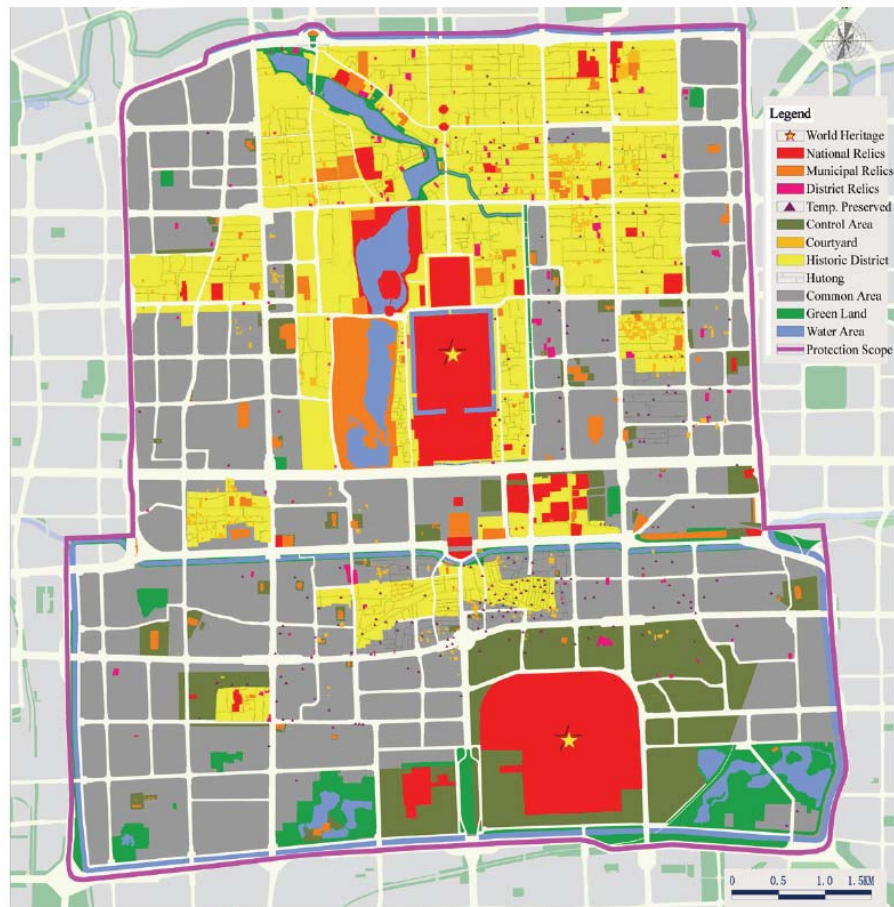 Legend
World Heritage
National Relics
Municipal Relics
District Relics
Temp. Preserved
Control Area
Courtyard
Historic District
Hutong
Common Area
Green Land
Water Area
Protection Scope
0 0.5 1.0 1.5KM